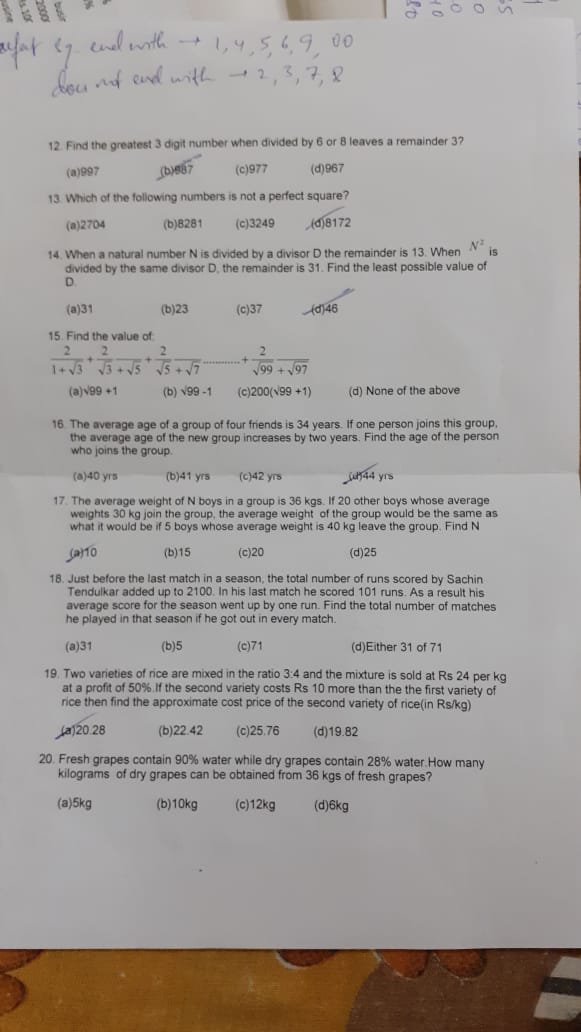 eq. end with → 1, 4, 5, 6, 9, 00
does not end with → 2, 3, 7, 8
12. Find the greatest 3 digit number when divided by 6 or 8 leaves a remainder 3?
(a)997 (b)987 (c)977 (d)967
13. Which of the following numbers is not a perfect square?
(a)2704 (b)8281 (c)3249 (d)8172
14. When a natural number N is divided by a divisor D the remainder is 13. When N² is
divided by the same divisor D, the remainder is 31. Find the least possible value of
D.
(a)31 (b)23 (c)37 (d)46
15. Find the value of:
2/(1+√3) + 2/(√3 + √5) + 2/(√5 + √7) ............ + 2/(√99 + √97)
(a)√99 +1 (b) √99 -1 (c)200(√99 +1) (d) None of the above
16. The average age of a group of four friends is 34 years. If one person joins this group,
the average age of the new group increases by two years. Find the age of the person
who joins the group.
(a)40 yrs (b)41 yrs (c)42 yrs (d)44 yrs
17. The average weight of N boys in a group is 36 kgs. If 20 other boys whose average
weights 30 kg join the group, the average weight of the group would be the same as
what it would be if 5 boys whose average weight is 40 kg leave the group. Find N
(a)10 (b)15 (c)20 (d)25
18. Just before the last match in a season, the total number of runs scored by Sachin
Tendulkar added up to 2100. In his last match he scored 101 runs. As a result his
average score for the season went up by one run. Find the total number of matches
he played in that season if he got out in every match.
(a)31 (b)5 (c)71 (d)Either 31 of 71
19. Two varieties of rice are mixed in the ratio 3:4 and the mixture is sold at Rs 24 per kg
at a profit of 50%.If the second variety costs Rs 10 more than the the first variety of
rice then find the approximate cost price of the second variety of rice(in Rs/kg)
(a)20.28 (b)22.42 (c)25.76 (d)19.82
20. Fresh grapes contain 90% water while dry grapes contain 28% water.How many
kilograms of dry grapes can be obtained from 36 kgs of fresh grapes?
(a)5kg (b)10kg (c)12kg (d)6kg